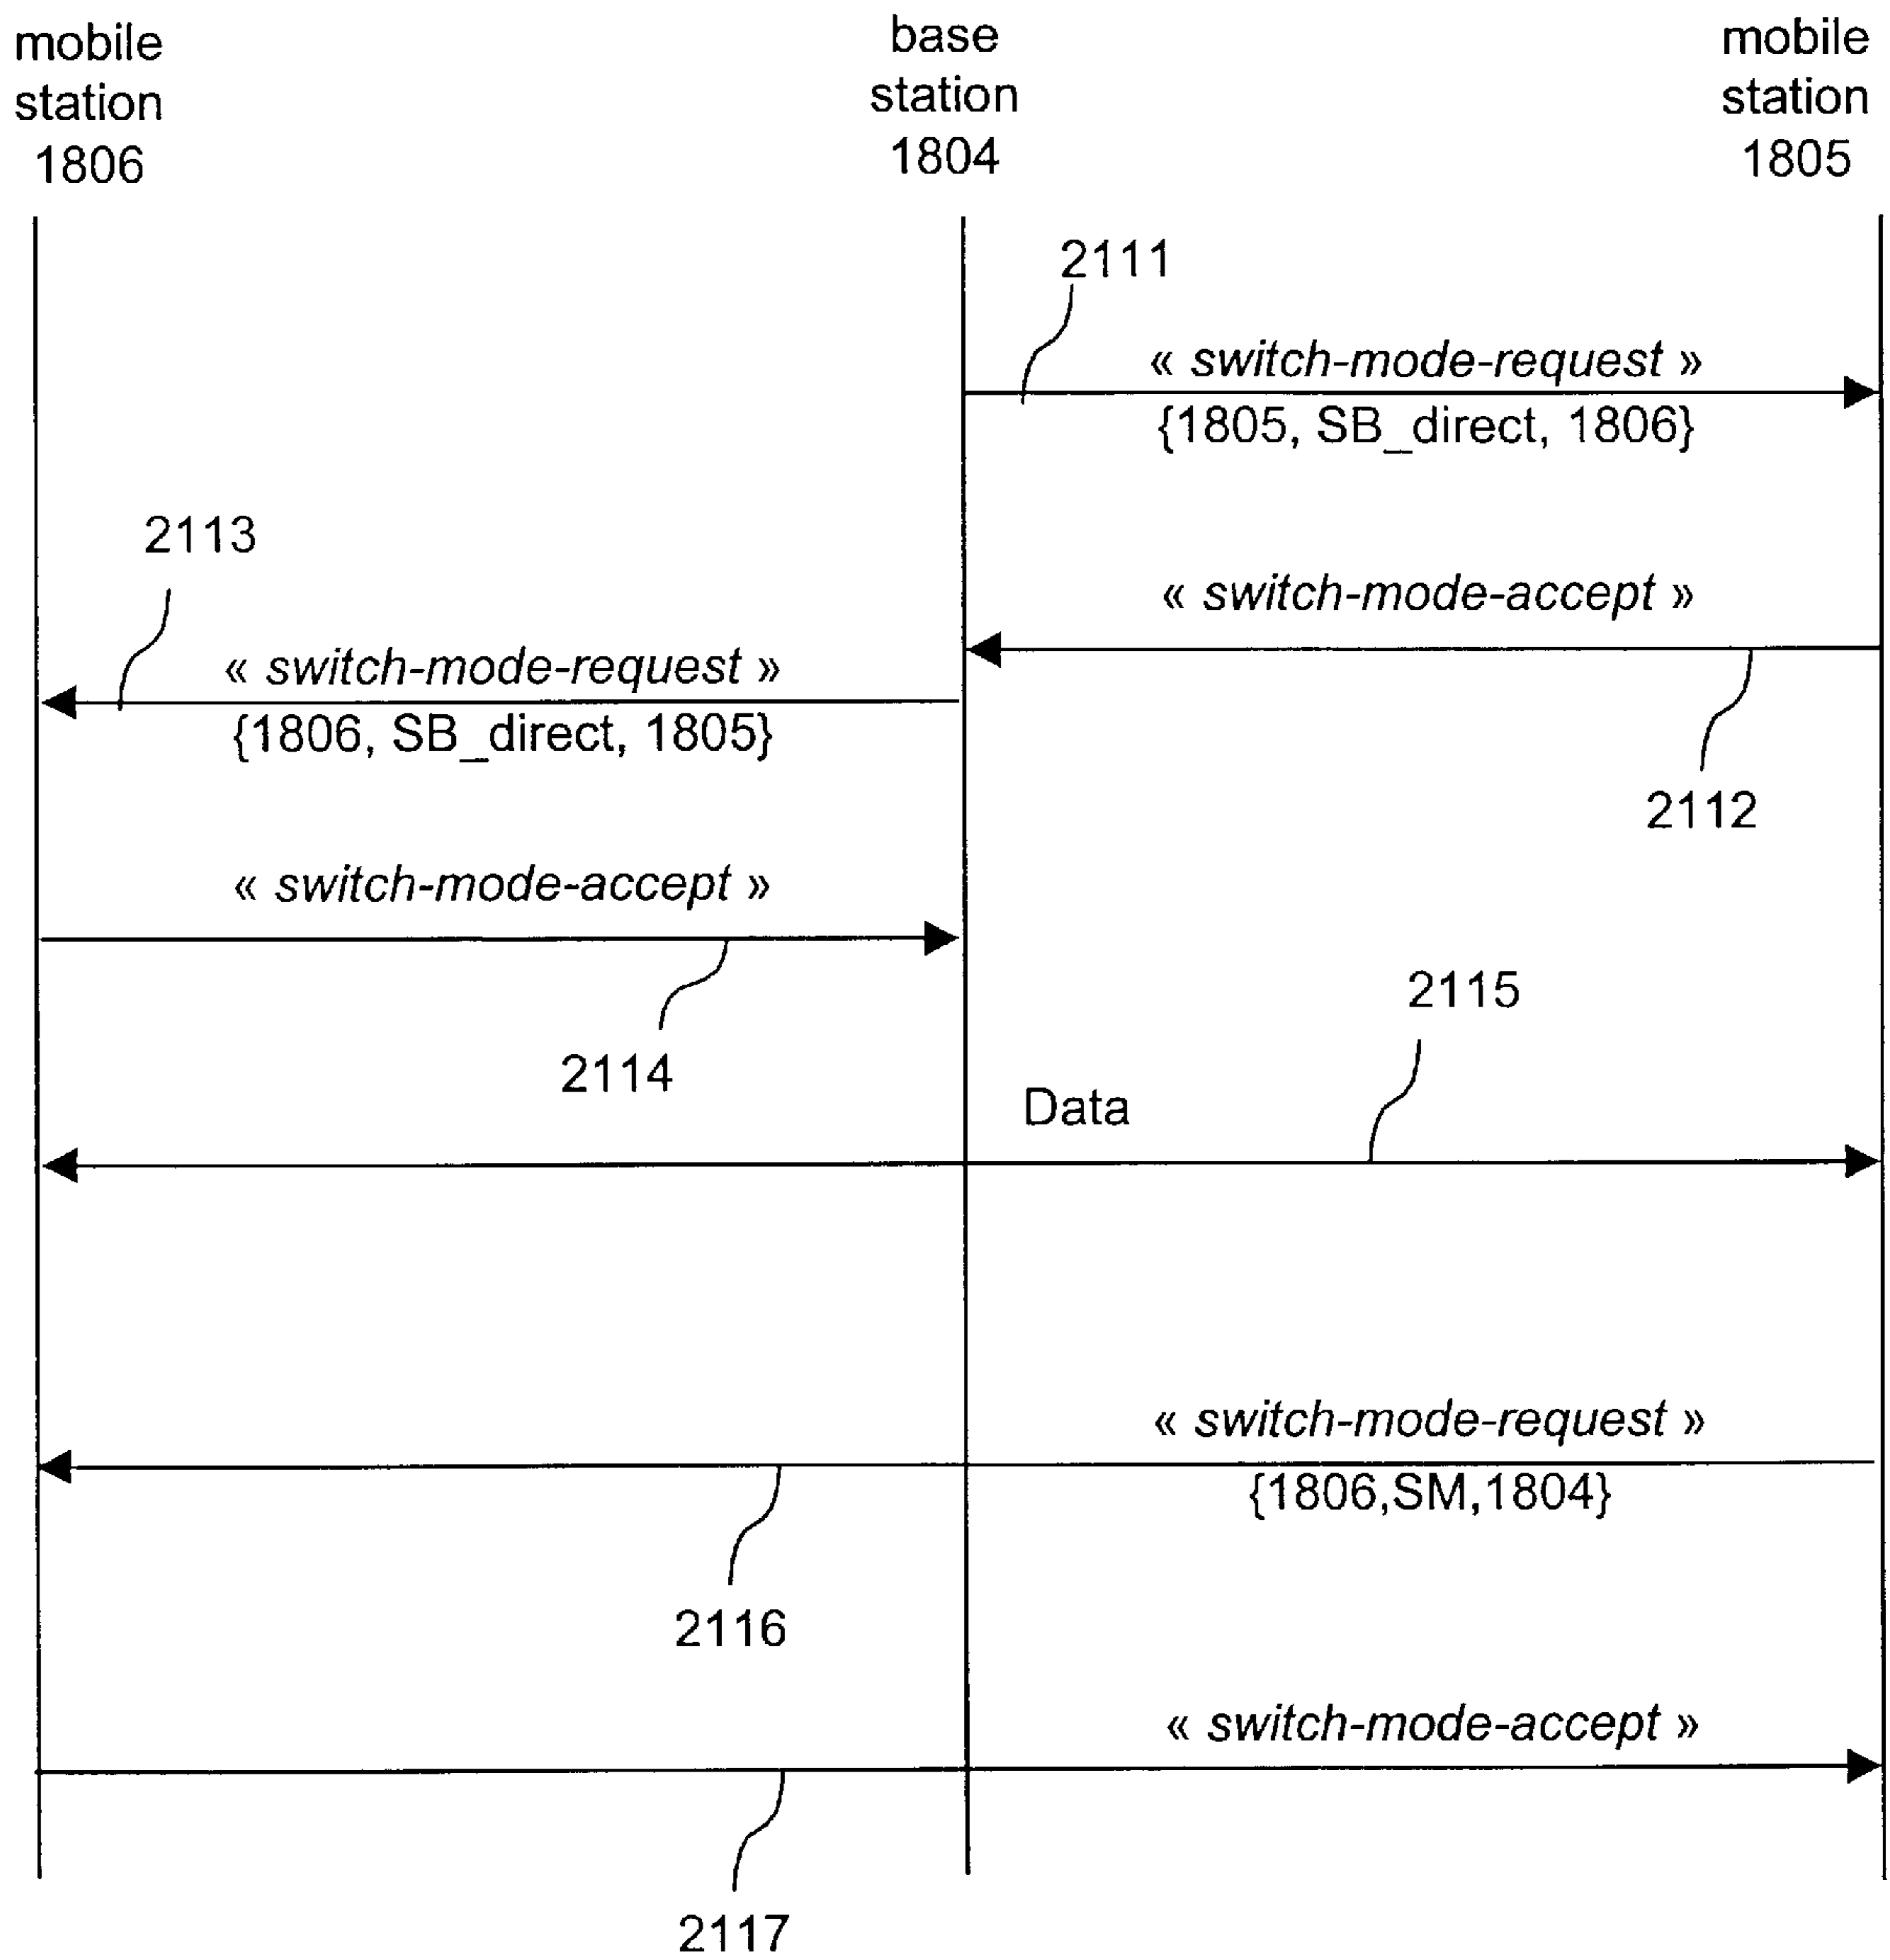 mobile
station
1806
base
station
1804
mobile
station
1805
2111
« switch-mode-request »
{1805, SB_direct, 1806}
2113
« switch-mode-accept »
« switch-mode-request »
{1806, SB_direct, 1805}
2112
« switch-mode-accept »
2115
2114
Data
« switch-mode-request »
{1806,SM,1804}
2116
« switch-mode-accept »
2117